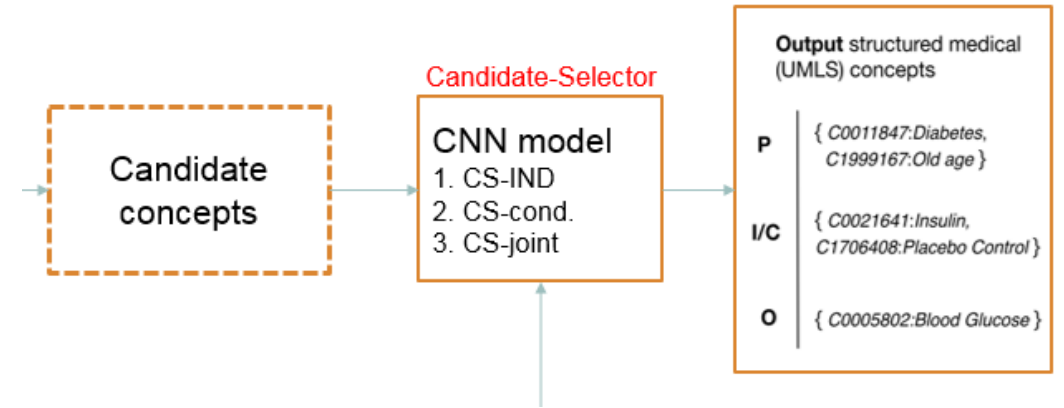 Candidate
concepts
Candidate-Selector
CNN model
1. CS-IND
2. CS-cond.
3. CS-joint
Output structured medical
(UMLS) concepts
P
{ C0011847:Diabetes,
C1999167:Old age }
I/C
{ C0021641:Insulin,
C1706408:Placebo Control }
O
{ C0005802:Blood Glucose }